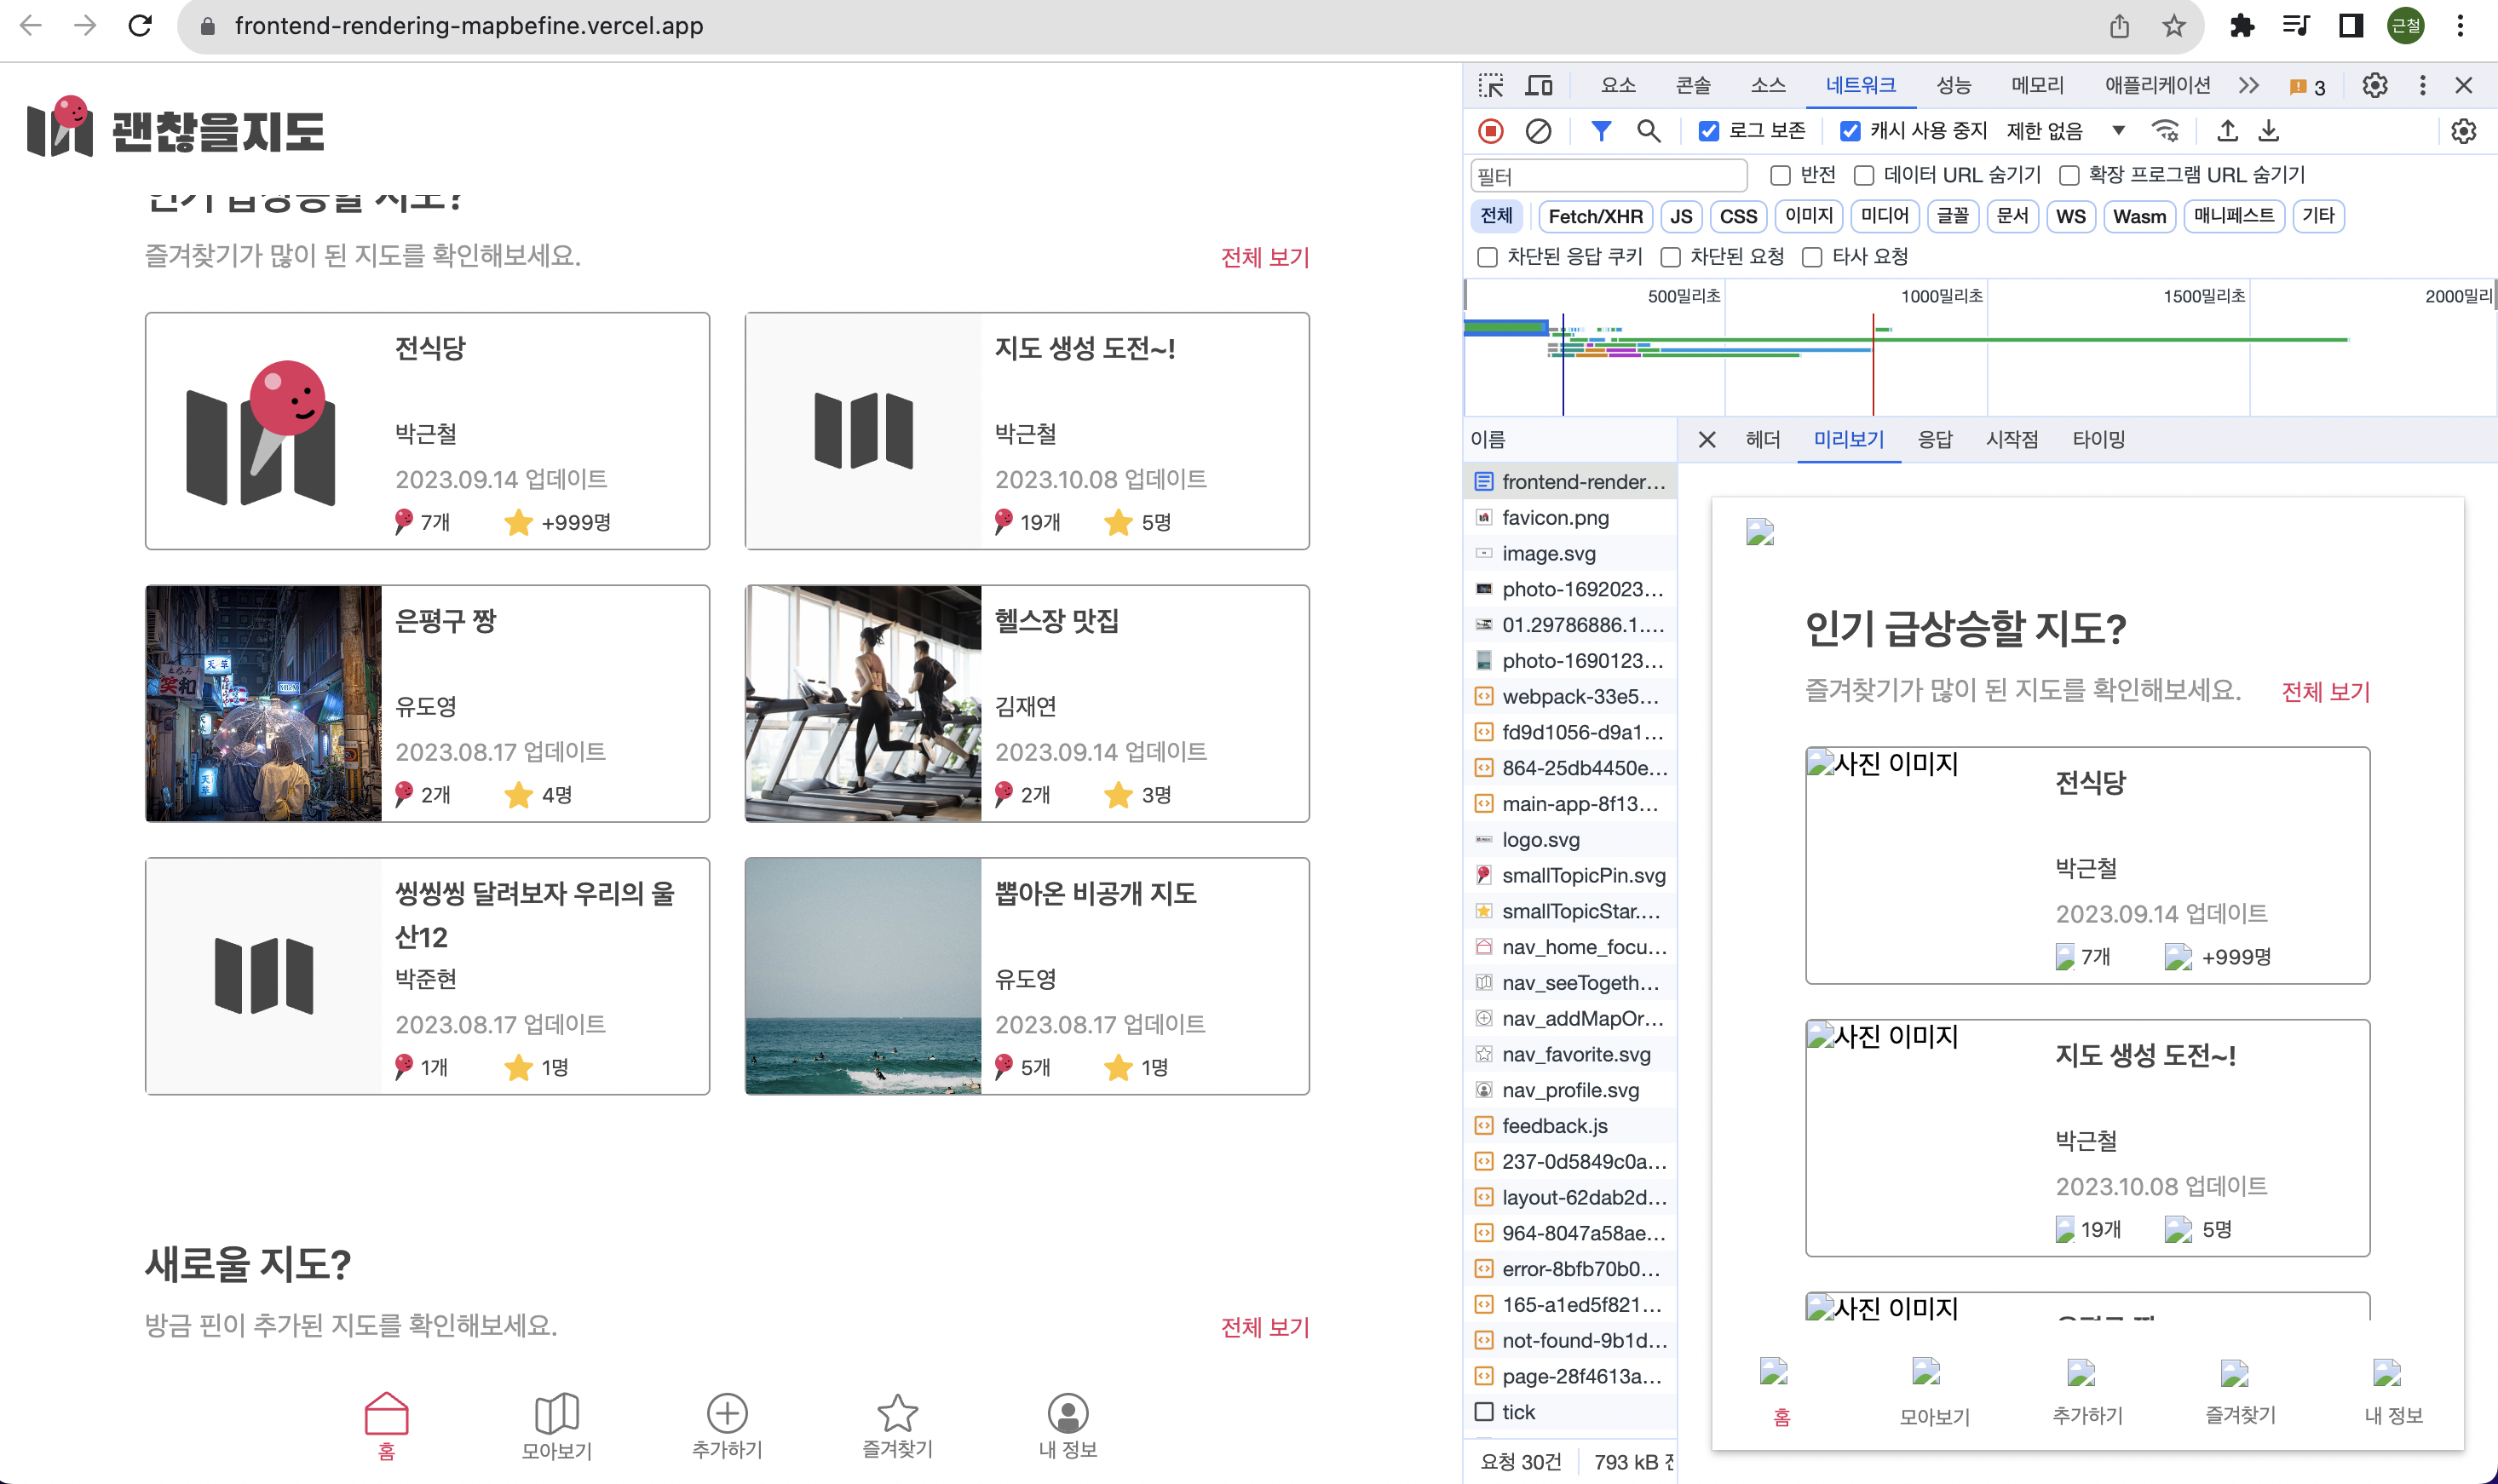 frontend-rendering-mapbefine.vercel.app
근철
괜찮을지도
인기 급상승할 지도?
즐겨찾기가 많이 된 지도를 확인해보세요.
전체 보기
전식당
박근철
2023.09.14 업데이트
7개
+999명
지도 생성 도전~!
박근철
2023.10.08 업데이트
19개
5명
은평구 짱
유도영
2023.08.17 업데이트
2개
4명
헬스장 맛집
김재연
2023.09.14 업데이트
2개
3명
씽씽씽 달려보자 우리의 울
산12
박준현
2023.08.17 업데이트
1개
1명
뽑아온 비공개 지도
유도영
2023.08.17 업데이트
5개
1명
새로울 지도?
방금 핀이 추가된 지도를 확인해보세요.
전체 보기
홈
모아보기
추가하기
즐겨찾기
내 정보
요소
콘솔
소스
네트워크
성능
메모리
애플리케이션
3
로그 보존
캐시 사용 중지
제한 없음
필터
반전
데이터 URL 숨기기
확장 프로그램 URL 숨기기
전체
Fetch/XHR
JS
CSS
이미지
미디어
글꼴
문서
WS
Wasm
매니페스트
기타
차단된 응답 쿠키
차단된 요청
타사 요청
500밀리초
1000밀리초
1500밀리초
2000밀리
이름
헤더
미리보기
응답
시작점
타이밍
frontend-render...
favicon.png
image.svg
photo-1692023...
01.29786886.1....
photo-1690123...
webpack-33e5...
fd9d1056-d9a1...
864-25db4450e...
main-app-8f13...
logo.svg
smallTopicPin.svg
smallTopicStar....
nav_home_focu...
nav_seeTogeth...
nav_addMapOr...
nav_favorite.svg
nav_profile.svg
feedback.js
237-0d5849c0a...
layout-62dab2d...
964-8047a58ae...
error-8bfb70b0...
165-a1ed5f821...
not-found-9b1d...
page-28f4613a...
tick
요청 30건
793 kB 전
인기 급상승할 지도?
즐겨찾기가 많이 된 지도를 확인해보세요.
전체 보기
사진 이미지
전식당
박근철
2023.09.14 업데이트
7개
+999명
사진 이미지
지도 생성 도전~!
박근철
2023.10.08 업데이트
19개
5명
사진 이미지
은평구 짱
홈
모아보기
추가하기
즐겨찾기
내 정보